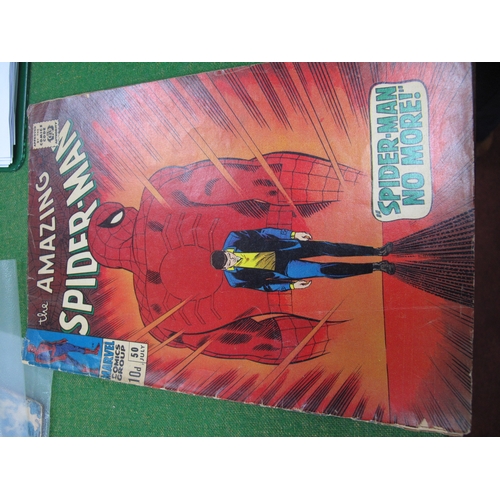 the AMAZING
SPIDER-MAN
MARVEL
COMICS
GROUP
10d
50
JULY
"SPIDER-MAN
NO MORE!"